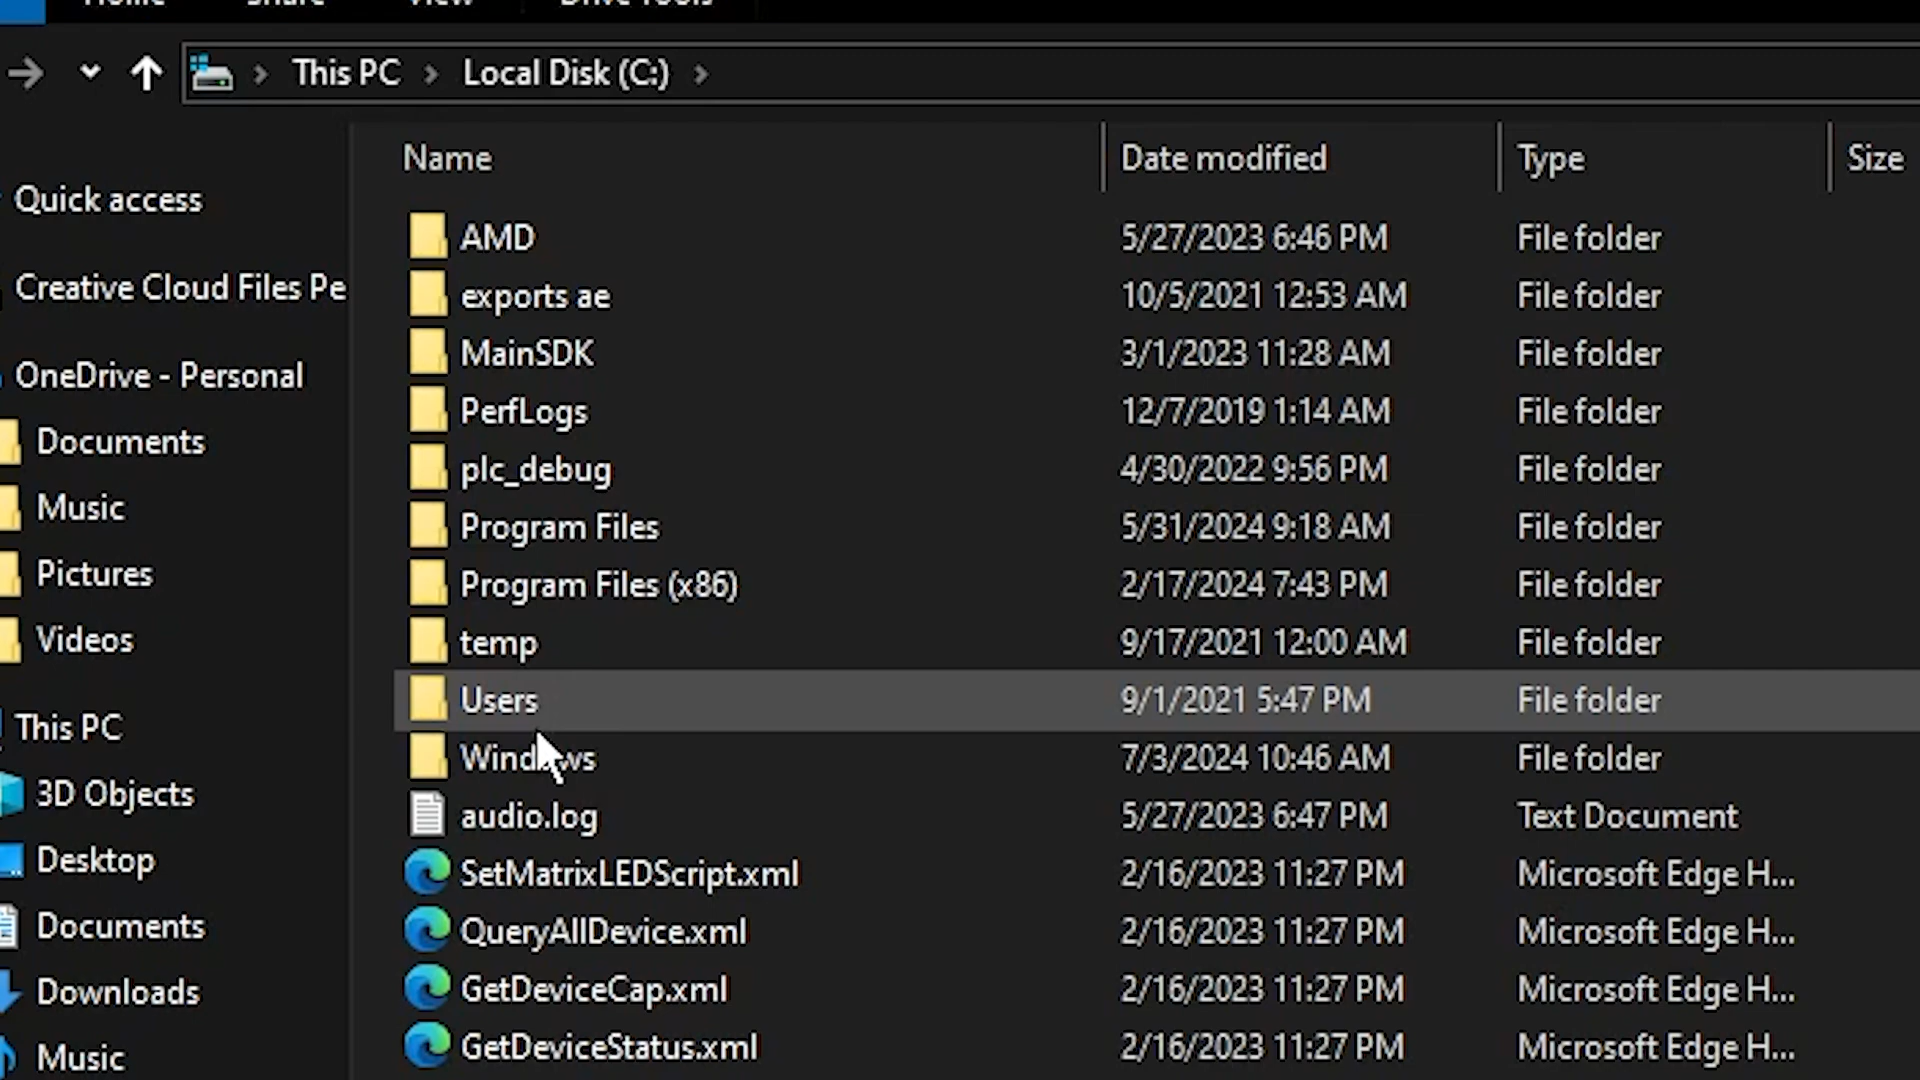 Home Share View Drive Tools
This PC Local Disk (C:)
Name Date modified Type Size
Quick access
Creative Cloud Files Pe
OneDrive - Personal
Documents
Music
Pictures
Videos
This PC
3D Objects
Desktop
Documents
Downloads
Music
AMD 5/27/2023 6:46 PM File folder
exports ae 10/5/2021 12:53 AM File folder
MainSDK 3/1/2023 11:28 AM File folder
PerfLogs 12/7/2019 1:14 AM File folder
plc_debug 4/30/2022 9:56 PM File folder
Program Files 5/31/2024 9:18 AM File folder
Program Files (x86) 2/17/2024 7:43 PM File folder
temp 9/17/2021 12:00 AM File folder
Users 9/1/2021 5:47 PM File folder
Windows 7/3/2024 10:46 AM File folder
audio.log 5/27/2023 6:47 PM Text Document
SetMatrixLEDScript.xml 2/16/2023 11:27 PM Microsoft Edge H...
QueryAllDevice.xml 2/16/2023 11:27 PM Microsoft Edge H...
GetDeviceCap.xml 2/16/2023 11:27 PM Microsoft Edge H...
GetDeviceStatus.xml 2/16/2023 11:27 PM Microsoft Edge H...